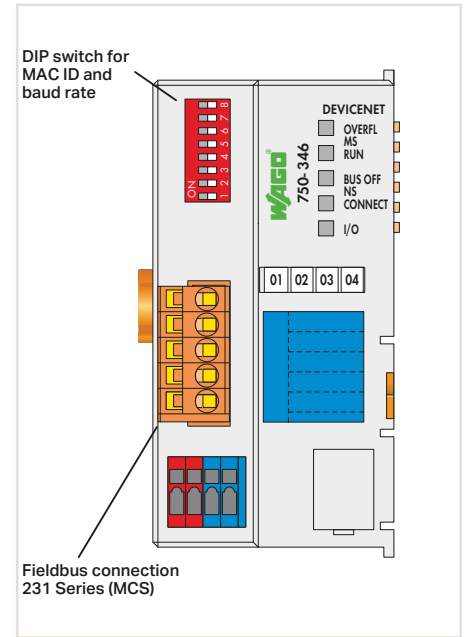 DIP switch for
MAC ID and
baud rate
ON
1 2 3 4 5 6 7 8
WAGO
750-346
DEVICENET
OVERFL
MS
RUN
BUS OFF
NS
CONNECT
I/O
01 02 03 04
Fieldbus connection
231 Series (MCS)